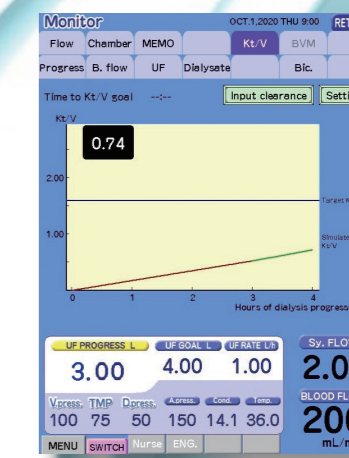 Monitor OCT.1,2020 THU 9:00 RET
Flow Chamber MEMO Kt/V BVM
Progress B. flow UF Dialysate Bic.
Time to Kt/V goal --:-- Input clearance Setti
Kt/V
0.74
2.00
Target K
1.00
Simulate
Kt/V
0 1 2 3 4
Hours of dialysis progress
UF PROGRESS L UF GOAL L UF RATE L/h Sy. FLO
3.00 4.00 1.00 2.0
V.press. TMP D.press. A.press. Cond. Temp. BLOOD FL
100 75 50 150 14.1 36.0 200
mL/m
MENU SWITCH Nurse ENG.